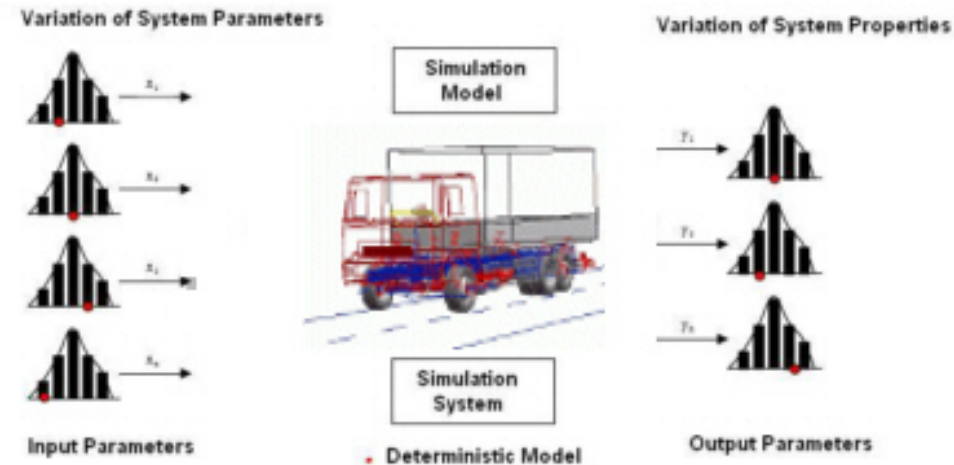 Variation of System Parameters
Variation of System Properties
Simulation
Model
Simulation
System
Input Parameters
Output Parameters
Deterministic Model